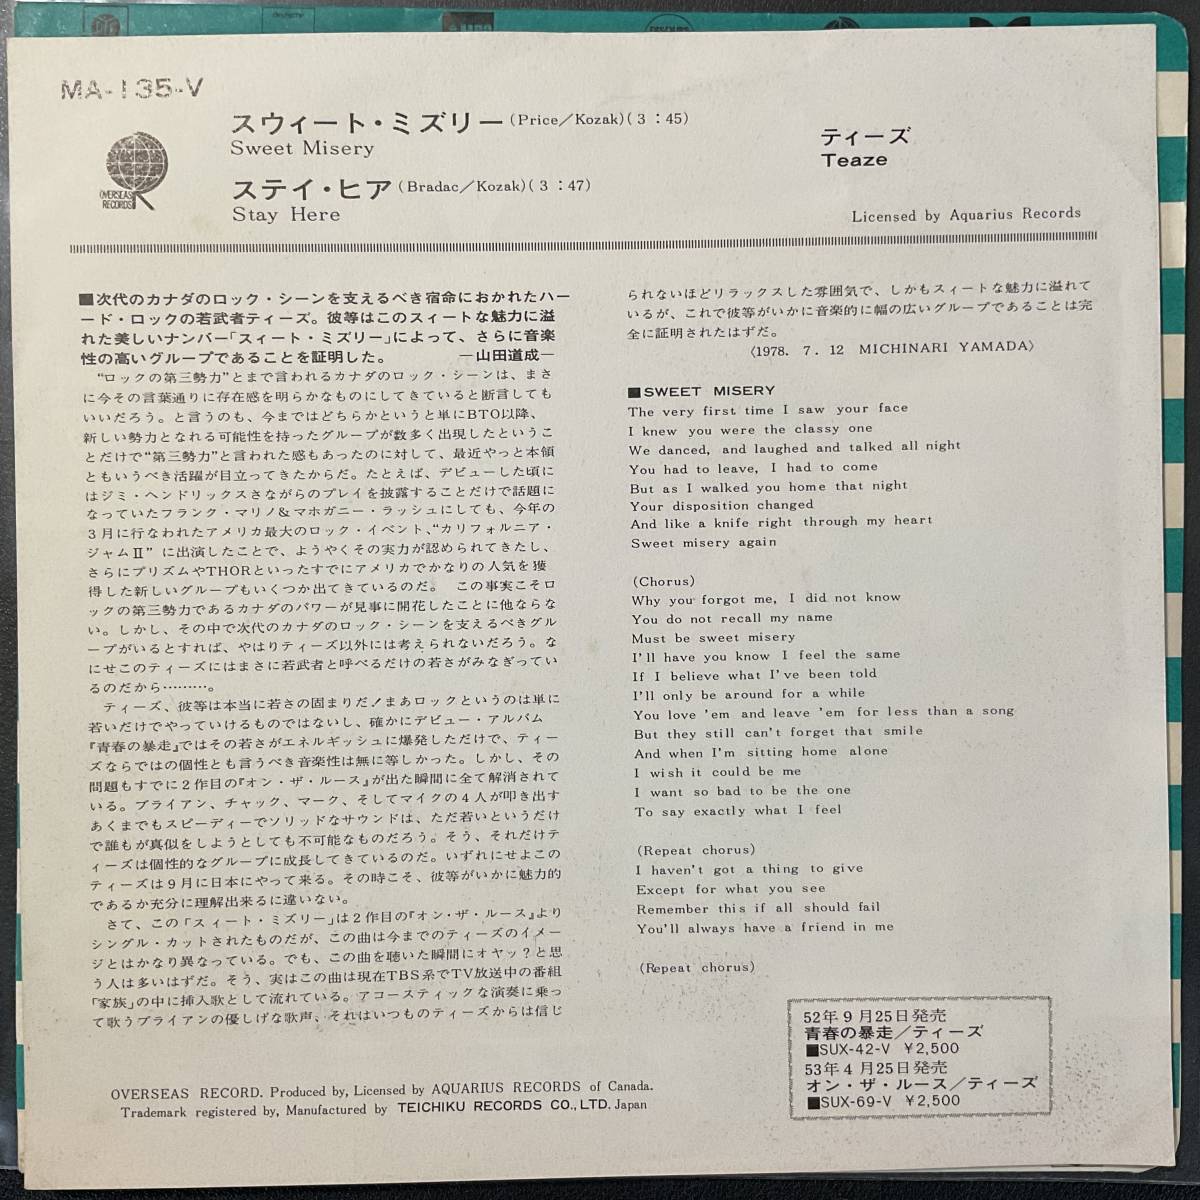 MA-135-V
スウィート・ミズリー(Price/Kozak)(3:45)
Sweet Misery
ステイ・ヒア(Bradac/Kozak)(3:47)
Stay Here
OVERSEAS
RECORDS
ティーズ
Teaze
Licensed by Aquarius Records
■次代のカナダのロック・シーンを支えるべき宿命におかれたハー
ード・ロックの若武者ティーズ。彼等はこのスィートな魅力に溢
れた美しいナンバー「スィート・ミズリー」によって、さらに音楽
性の高いグループであることを証明した。 —山田道成—
“ロックの第三勢力”とまで言われるカナダのロック・シーンは、まさ
に今その言葉通りに存在感を明らかなものにしてきていると断言しても
いいだろう。と言うのも、今まではどちらかというと単にBTO以降、
新しい勢力となれる可能性を持ったグループが数多く出現したというこ
とだけで“第三勢力”と言われた感もあったのに対して、最近やっと本領
ともいうべき活躍が目立ってきたからだ。たとえば、デビューした頃に
はジミ・ヘンドリックスさながらのプレイを披露することだけで話題に
なっていたフランク・マリノ&マホガニー・ラッシュにしても、今年の
3月に行なわれたアメリカ最大のロック・イベント、“カリフォルニア・
ジャムII”に出演したことで、ようやくその実力が認められてきたし、
さらにプリズムやTHORといったすでにアメリカでかなりの人気を獲
得した新しいグループもいくつか出てきているのだ。 この事実こそロ
ックの第三勢力であるカナダのパワーが見事に開花したことに他ならな
い。しかし、その中で次代のカナダのロック・シーンを支えるべきグル
ープがいるとすれば、やはりティーズ以外には考えられないだろう。な
にせこのティーズにはまさに若武者と呼べるだけの若さがみなぎってい
るのだから………。
ティーズ、彼等は本当に若さの固まりだ!まあロックというのは単に
若いだけでやっていけるものではないし、確かにデビュー・アルバム
『青春の暴走』ではその若さがエネルギッシュに爆発しただけで、ティー
ズならではの個性とも言うべき音楽性は無に等しかった。しかし、その
問題もすでに2作目の『オン・ザ・ルース』が出た瞬間に全て解消されて
いる。ブライアン、チャック、マーク、そしてマイクの4人が叩き出す
あくまでもスピーディーでソリッドなサウンドは、ただ若いというだけ
で誰もが真似をしようとしても不可能なものだろう。そう、それだけテ
ィーズは個性的なグループに成長してきているのだ。いずれにせよこの
ティーズは9月に日本にやって来る。その時こそ、彼等がいかに魅力的
であるか充分に理解出来るに違いない。
さて、この「スィート・ミズリー」は2作目の『オン・ザ・ルース』より
シングル・カットされたものだが、この曲は今までのティーズのイメー
ジとはかなり異なっている。でも、この曲を聴いた瞬間にオヤッ?と思
う人は多いはずだ。そう、実はこの曲は現在TBS系でTV放送中の番組
「家族」の中に挿入歌として流れている。アコースティックな演奏に乗っ
て歌うブライアンの優しげな歌声、それはいつものティーズからは信じ
られないほどリラックスした雰囲気で、しかもスィートな魅力に溢れて
いるが、これで彼等がいかに音楽的に幅の広いグループであることは完
全に証明されたはずだ。
〈1978. 7. 12 MICHINARI YAMADA〉
■SWEET MISERY
The very first time I saw your face
I knew you were the classy one
We danced, and laughed and talked all night
You had to leave, I had to come
But as I walked you home that night
Your disposition changed
And like a knife right through my heart
Sweet misery again
(Chorus)
Why you forgot me, I did not know
You do not recall my name
Must be sweet misery
I'll have you know I feel the same
If I believe what I've been told
I'll only be around for a while
You love 'em and leave 'em for less than a song
But they still can't forget that smile
And when I'm sitting home alone
I wish it could be me
I want so bad to be the one
To say exactly what I feel
(Repeat chorus)
I haven't got a thing to give
Except for what you see
Remember this if all should fail
You'll always have a friend in me
(Repeat chorus)
52年9月25日発売
青春の暴走/ティーズ
■SUX-42-V ¥2,500
53年4月25日発売
オン・ザ・ルース/ティーズ
■SUX-69-V ¥2,500
OVERSEAS RECORD. Produced by, Licensed by AQUARIUS RECORDS of Canada.
Trademark registered by, Manufactured by TEICHIKU RECORDS CO., LTD. Japan